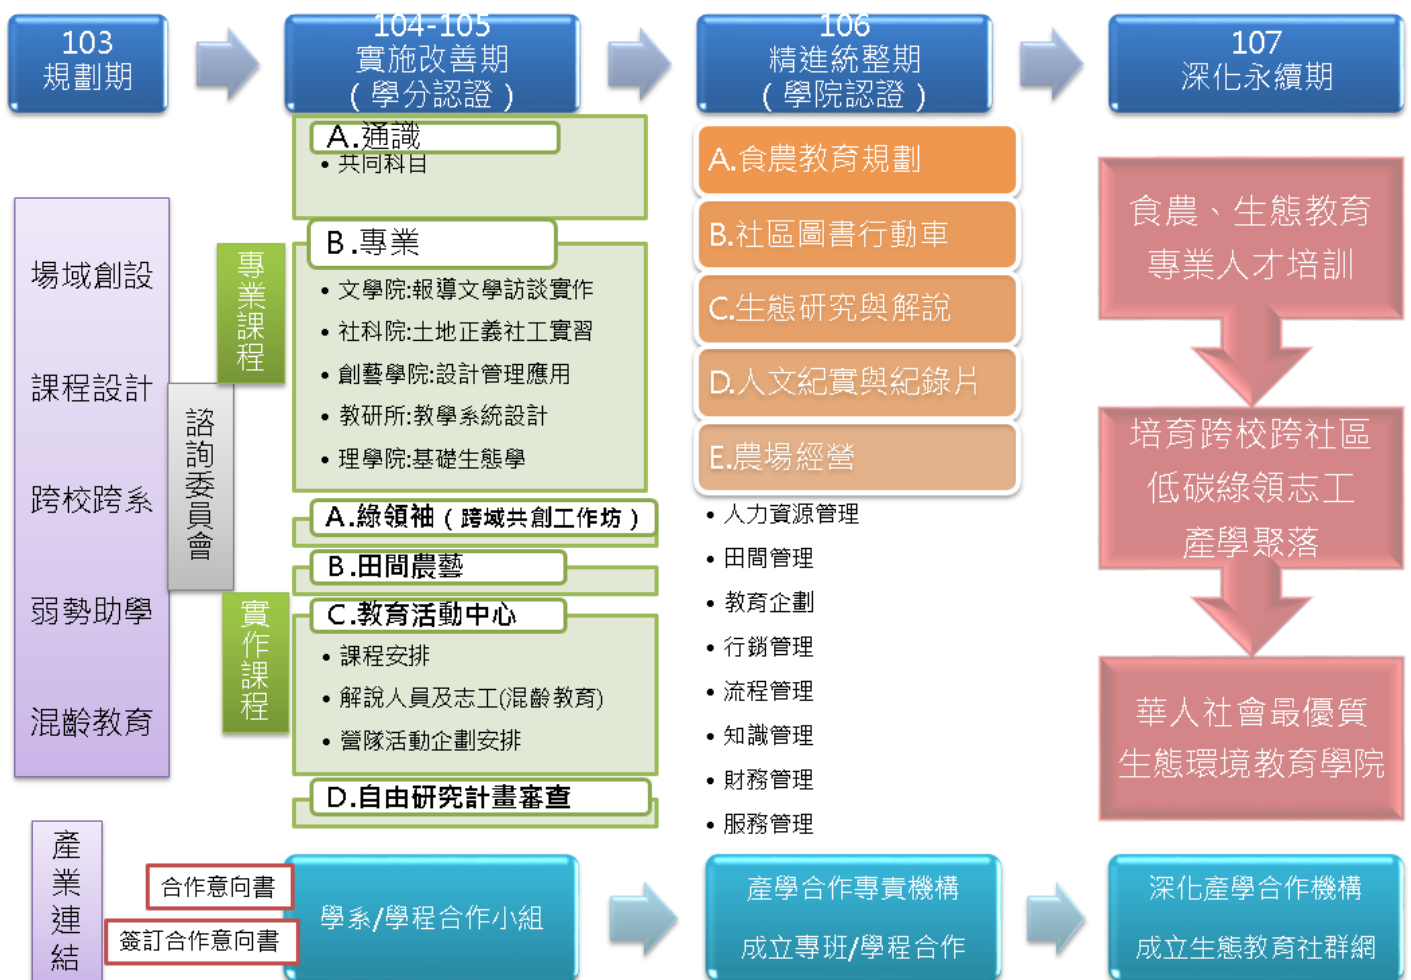 103
規劃期
104-105
實施改善期
(學分認證)
106
精進統整期
(學院認證)
107
深化永續期
場域創設
課程設計
跨校跨系
弱勢助學
混齡教育
諮詢委員會
專業課程
實作課程
A.通識
• 共同科目
B.專業
• 文學院:報導文學訪談實作
• 社科院:土地正義社工實習
• 創藝學院:設計管理應用
• 教研所:教學系統設計
• 理學院:基礎生態學
A.綠領袖(跨域共創工作坊)
B.田間農藝
C.教育活動中心
• 課程安排
• 解說人員及志工(混齡教育)
• 營隊活動企劃安排
D.自由研究計畫審查
A.食農教育規劃
B.社區圖書行動車
C.生態研究與解說
D.人文紀實與紀錄片
E.農場經營
• 人力資源管理
• 田間管理
• 教育企劃
• 行銷管理
• 流程管理
• 知識管理
• 財務管理
• 服務管理
食農、生態教育
專業人才培訓
培育跨校跨社區
低碳綠領志工
產學聚落
華人社會最優質
生態環境教育學院
產業連結
合作意向書
簽訂合作意向書
學系/學程合作小組
產學合作專責機構
成立專班/學程合作
深化產學合作機構
成立生態教育社群網